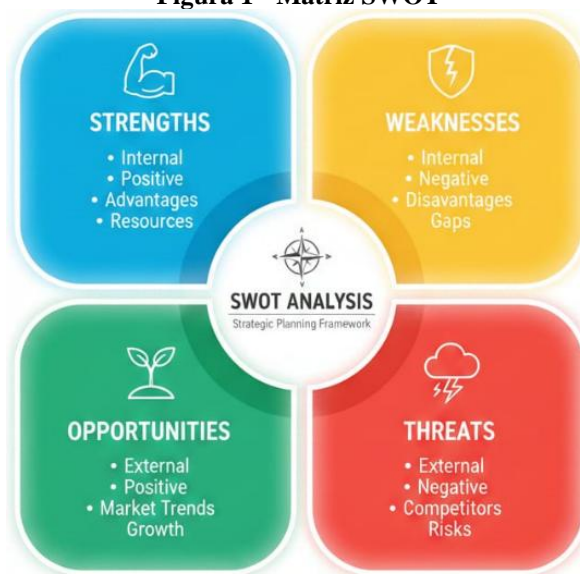 Figura 1 - Matriz SWOT
STRENGTHS
• Internal
• Positive
• Advantages
• Resources
WEAKNESSES
• Internal
• Negative
• Disavantages
Gaps
SWOT ANALYSIS
Strategic Planning Framework
OPPORTUNITIES
• External
• Positive
• Market Trends
Growth
THREATS
• External
• Negative
• Competitors
Risks